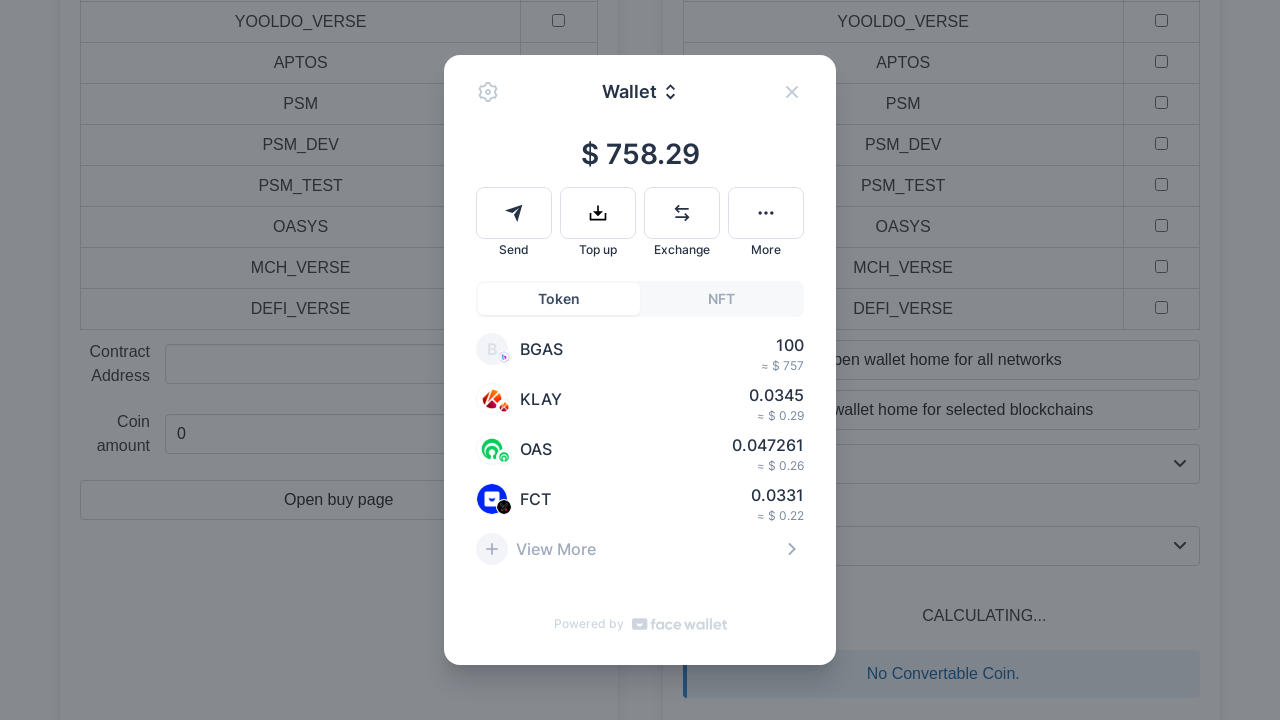 YOOLDO_VERSE
APTOS
PSM
PSM_DEV
PSM_TEST
OASYS
MCH_VERSE
DEFI_VERSE
Contract
Address
Coin
amount
0
Open buy page
Wallet
$ 758.29
Send
Top up
Exchange
More
Token
NFT
B
BGAS
100
≈ $ 757
KLAY
0.0345
≈ $ 0.29
OAS
0.047261
≈ $ 0.26
FCT
0.0331
≈ $ 0.22
View More
Powered by face wallet
YOOLDO_VERSE
APTOS
PSM
PSM_DEV
PSM_TEST
OASYS
MCH_VERSE
DEFI_VERSE
pen wallet home for all networks
wallet home for selected blockchains
CALCULATING...
No Convertable Coin.